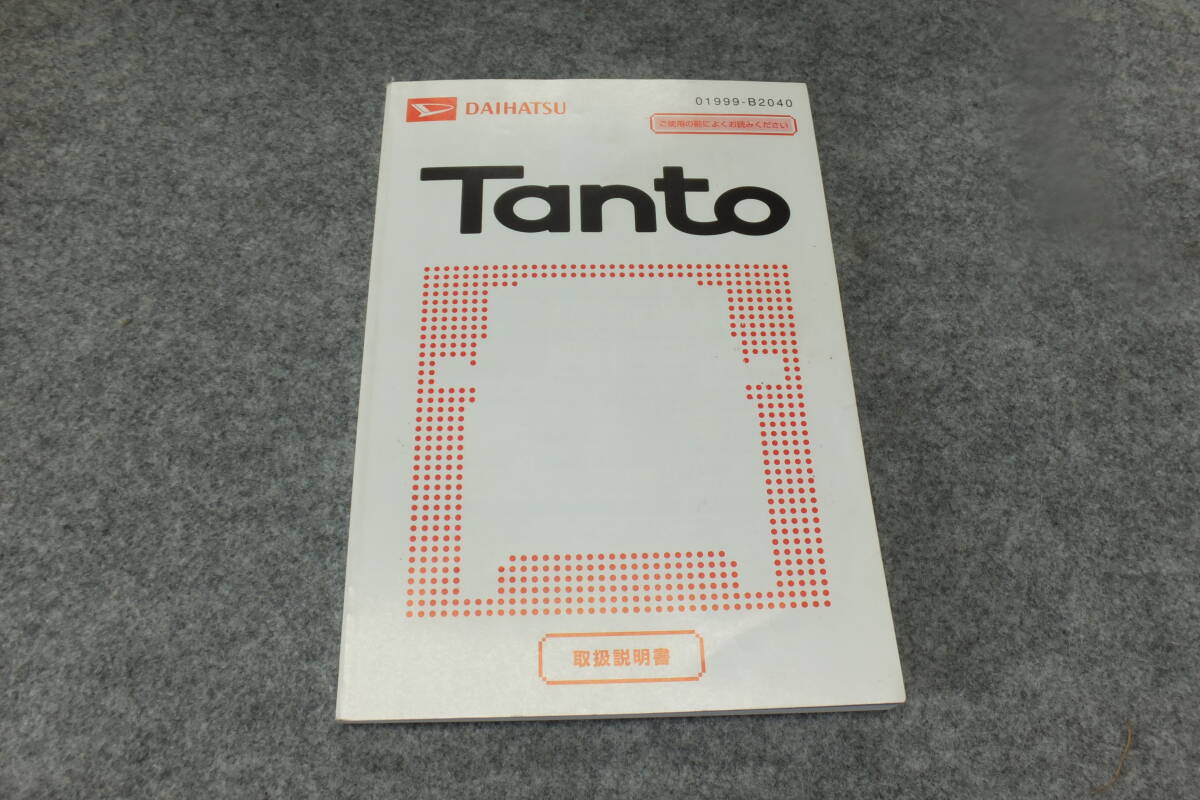 DAIHATSU
01999-B2040
ご使用の前によくお読みください
Tanto
取扱説明書